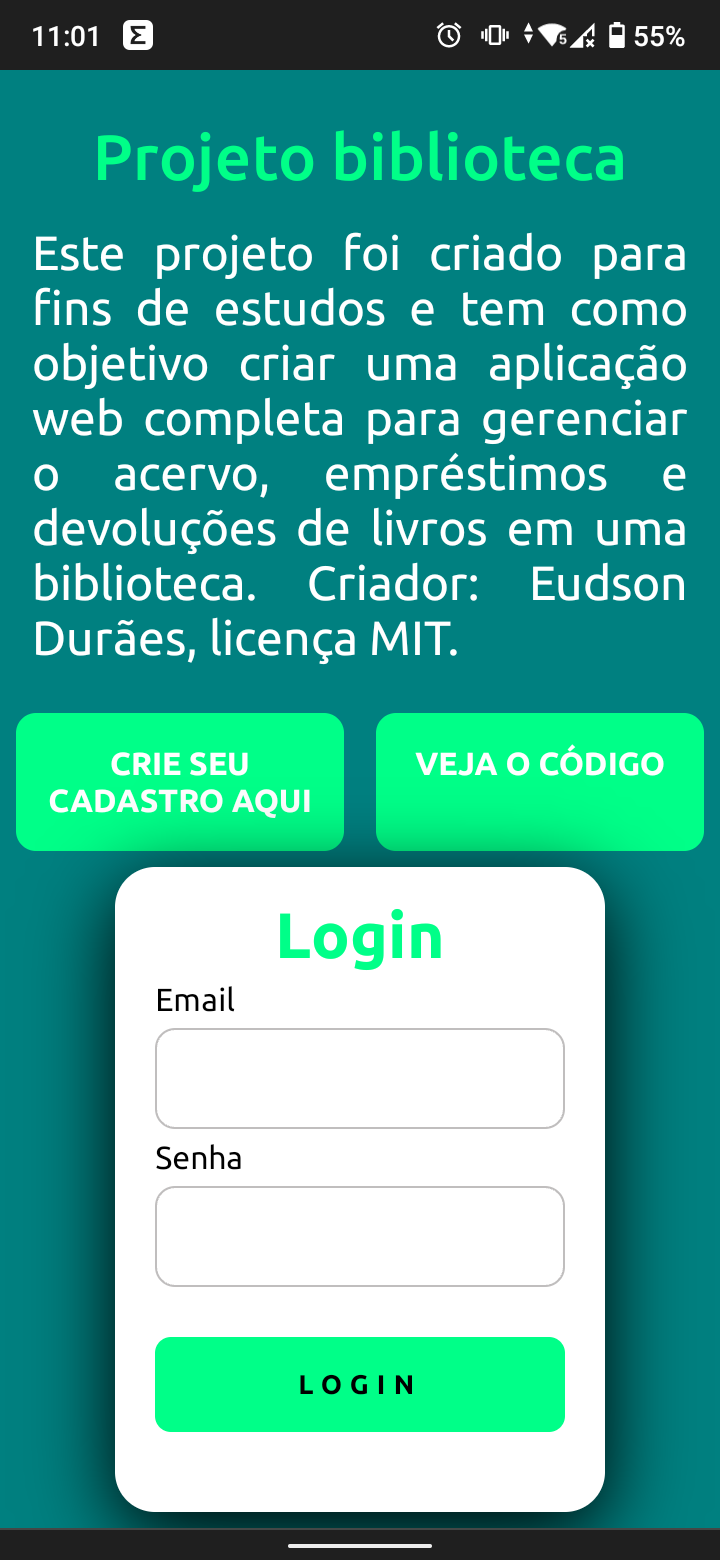 11:01
5
55%
Projeto biblioteca
Este projeto foi criado para
fins de estudos e tem como
objetivo criar uma aplicação
web completa para gerenciar
o acervo, empréstimos e
devoluções de livros em uma
biblioteca. Criador: Eudson
Durães, licença MIT.
CRIE SEU
CADASTRO AQUI
VEJA O CÓDIGO
Login
Email
Senha
LOGIN